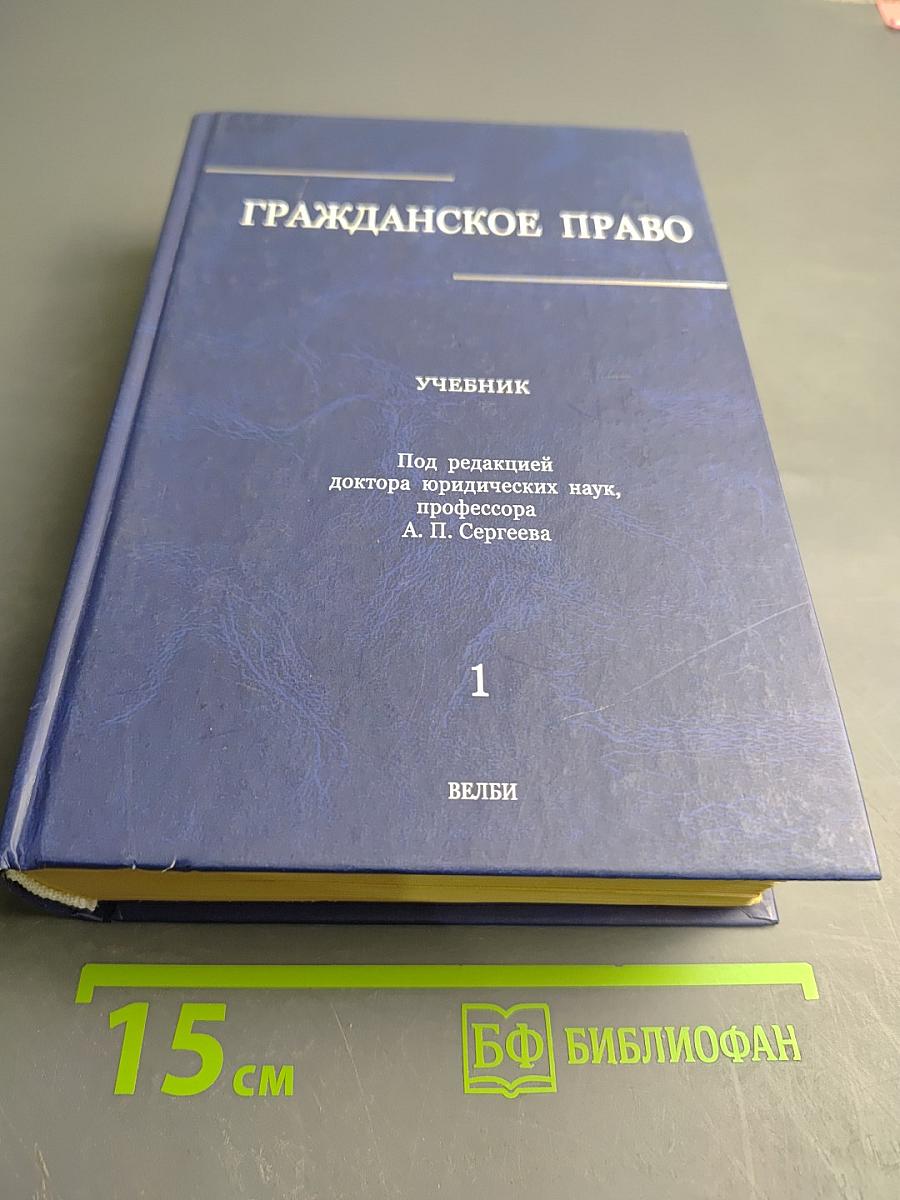 ГРАЖДАНСКОЕ ПРАВО
УЧЕБНИК
Под редакцией
доктора юридических наук,
профессора
А. П. Сергеева
1
ВЕЛБИ
15 см
БФ БИБЛИОФАН